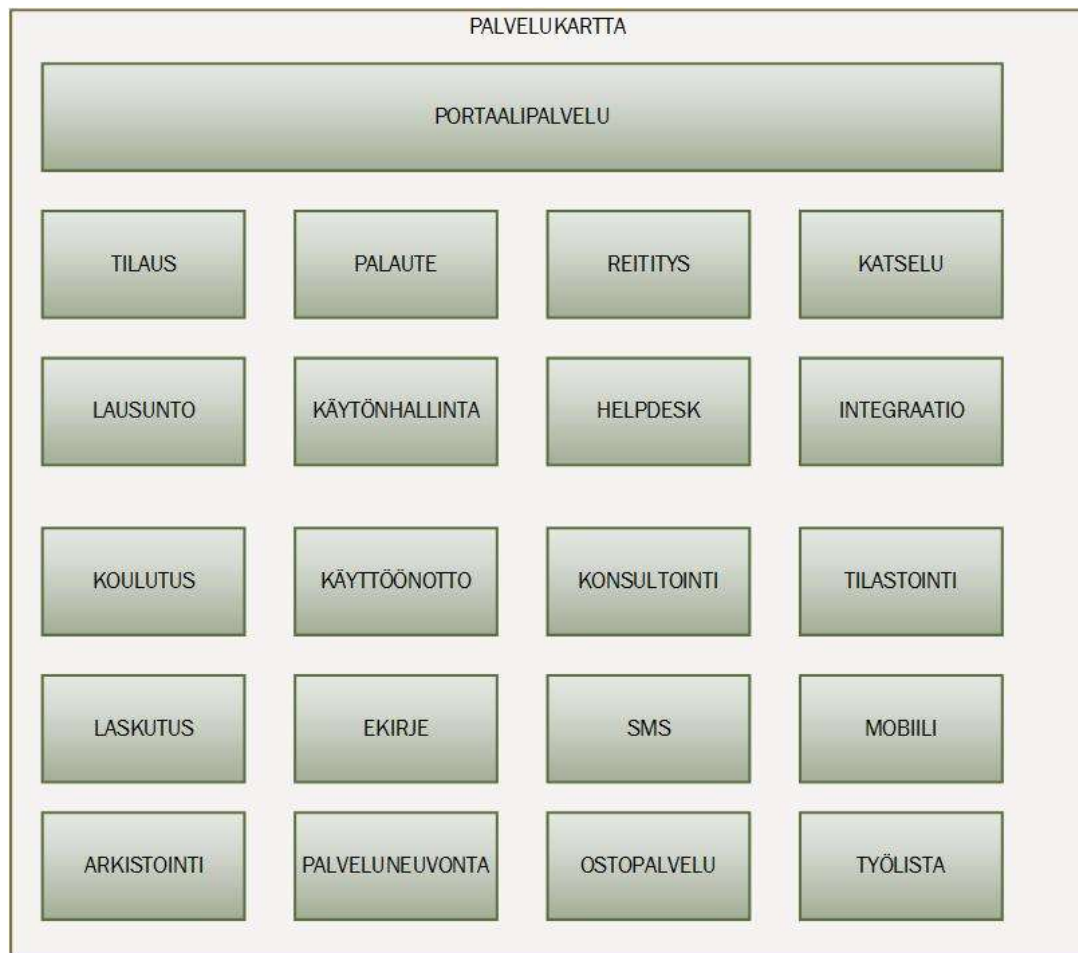 PALVELUKARTTA
PORTAALIPALVELU
TILAUS
PALAUTE
REITITYS
KATSELU
LAUSUNTO
KÄYTÖNHALLINTA
HELPDESK
INTEGRAATIO
KOULUTUS
KÄYTTÖÖNOTTO
KONSULTOINTI
TILASTOINTI
LASKUTUS
EKIRJE
SMS
MOBIILI
ARKISTOINTI
PALVELUNEUVONTA
OSTOPALVELU
TYÖLISTA